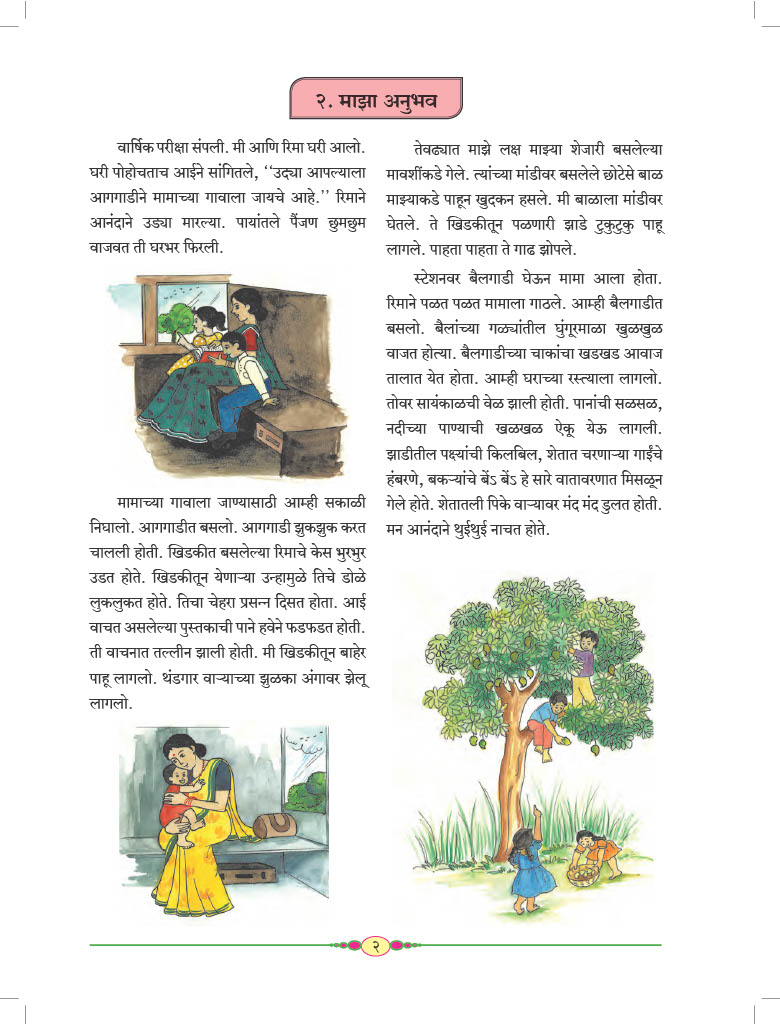 २. माझा अनुभव
वार्षिक परीक्षा संपली. मी आणि रिमा घरी आलो.
घरी पोहोचताच आईने सांगितले, ‘‘उद्या आपल्याला
आगगाडीने मामाच्या गावाला जायचे आहे.’’ रिमाने
आनंदाने उड्या मारल्या. पायांतले पैंजण छुमछुम
वाजवत ती घरभर फिरली.
मामाच्या गावाला जाण्यासाठी आम्ही सकाळी
निघालो. आगगाडीत बसलो. आगगाडी झुकझुक करत
चालली होती. खिडकीत बसलेल्या रिमाचे केस भुरभुर
उडत होते. खिडकीतून येणाऱ्या उन्हामुळे तिचे डोळे
लुकलुकत होते. तिचा चेहरा प्रसन्न दिसत होता. आई
वाचत असलेल्या पुस्तकाची पाने हवेने फडफडत होती.
ती वाचनात तल्लीन झाली होती. मी खिडकीतून बाहेर
पाहू लागलो. थंडगार वाऱ्याच्या झुळका अंगावर झेलू
लागलो.
तेवढ्यात माझे लक्ष माझ्या शेजारी बसलेल्या
मावशींकडे गेले. त्यांच्या मांडीवर बसलेले छोटेसे बाळ
माझ्याकडे पाहून खुदकन हसले. मी बाळाला मांडीवर
घेतले. ते खिडकीतून पळणारी झाडे टुकुटुकु पाहू
लागले. पाहता पाहता ते गाढ झोपले.
स्टेशनवर बैलगाडी घेऊन मामा आला होता.
रिमाने पळत पळत मामाला गाठले. आम्ही बैलगाडीत
बसलो. बैलांच्या गळ्यांतील घुंगूरमाळा खुळखुळ
वाजत होत्या. बैलगाडीच्या चाकांचा खडखड आवाज
तालात येत होता. आम्ही घराच्या रस्त्याला लागलो.
तोवर सायंकाळची वेळ झाली होती. पानांची सळसळ,
नदीच्या पाण्याची खळखळ ऐकू येऊ लागली.
झाडीतील पक्ष्यांची किलबिल, शेतात चरणाऱ्या गाईंचे
हंबरणे, बकऱ्यांचे बेंऽ बेंऽ हे सारे वातावरणात मिसळून
गेले होते. शेतातली पिके वाऱ्यावर मंद मंद डुलत होती.
मन आनंदाने थुईथुई नाचत होते.
२